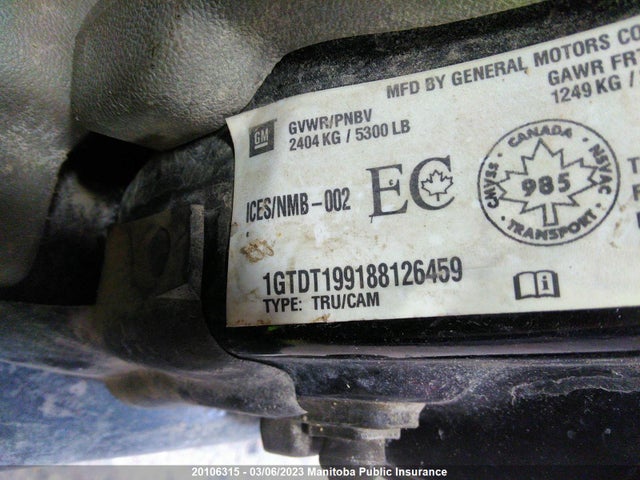 MFD BY GENERAL MOTORS CO
GM
GVWR/PNBV
2404 KG / 5300 LB
GAWR FR
1249 KG /
ICES/NMB-002
EC
CANADA
CMVSS
985
NSVAC
TRANSPORT
1GTDT199188126459
TYPE: TRU/CAM
20106315 - 03/06/2023 Manitoba Public Insurance